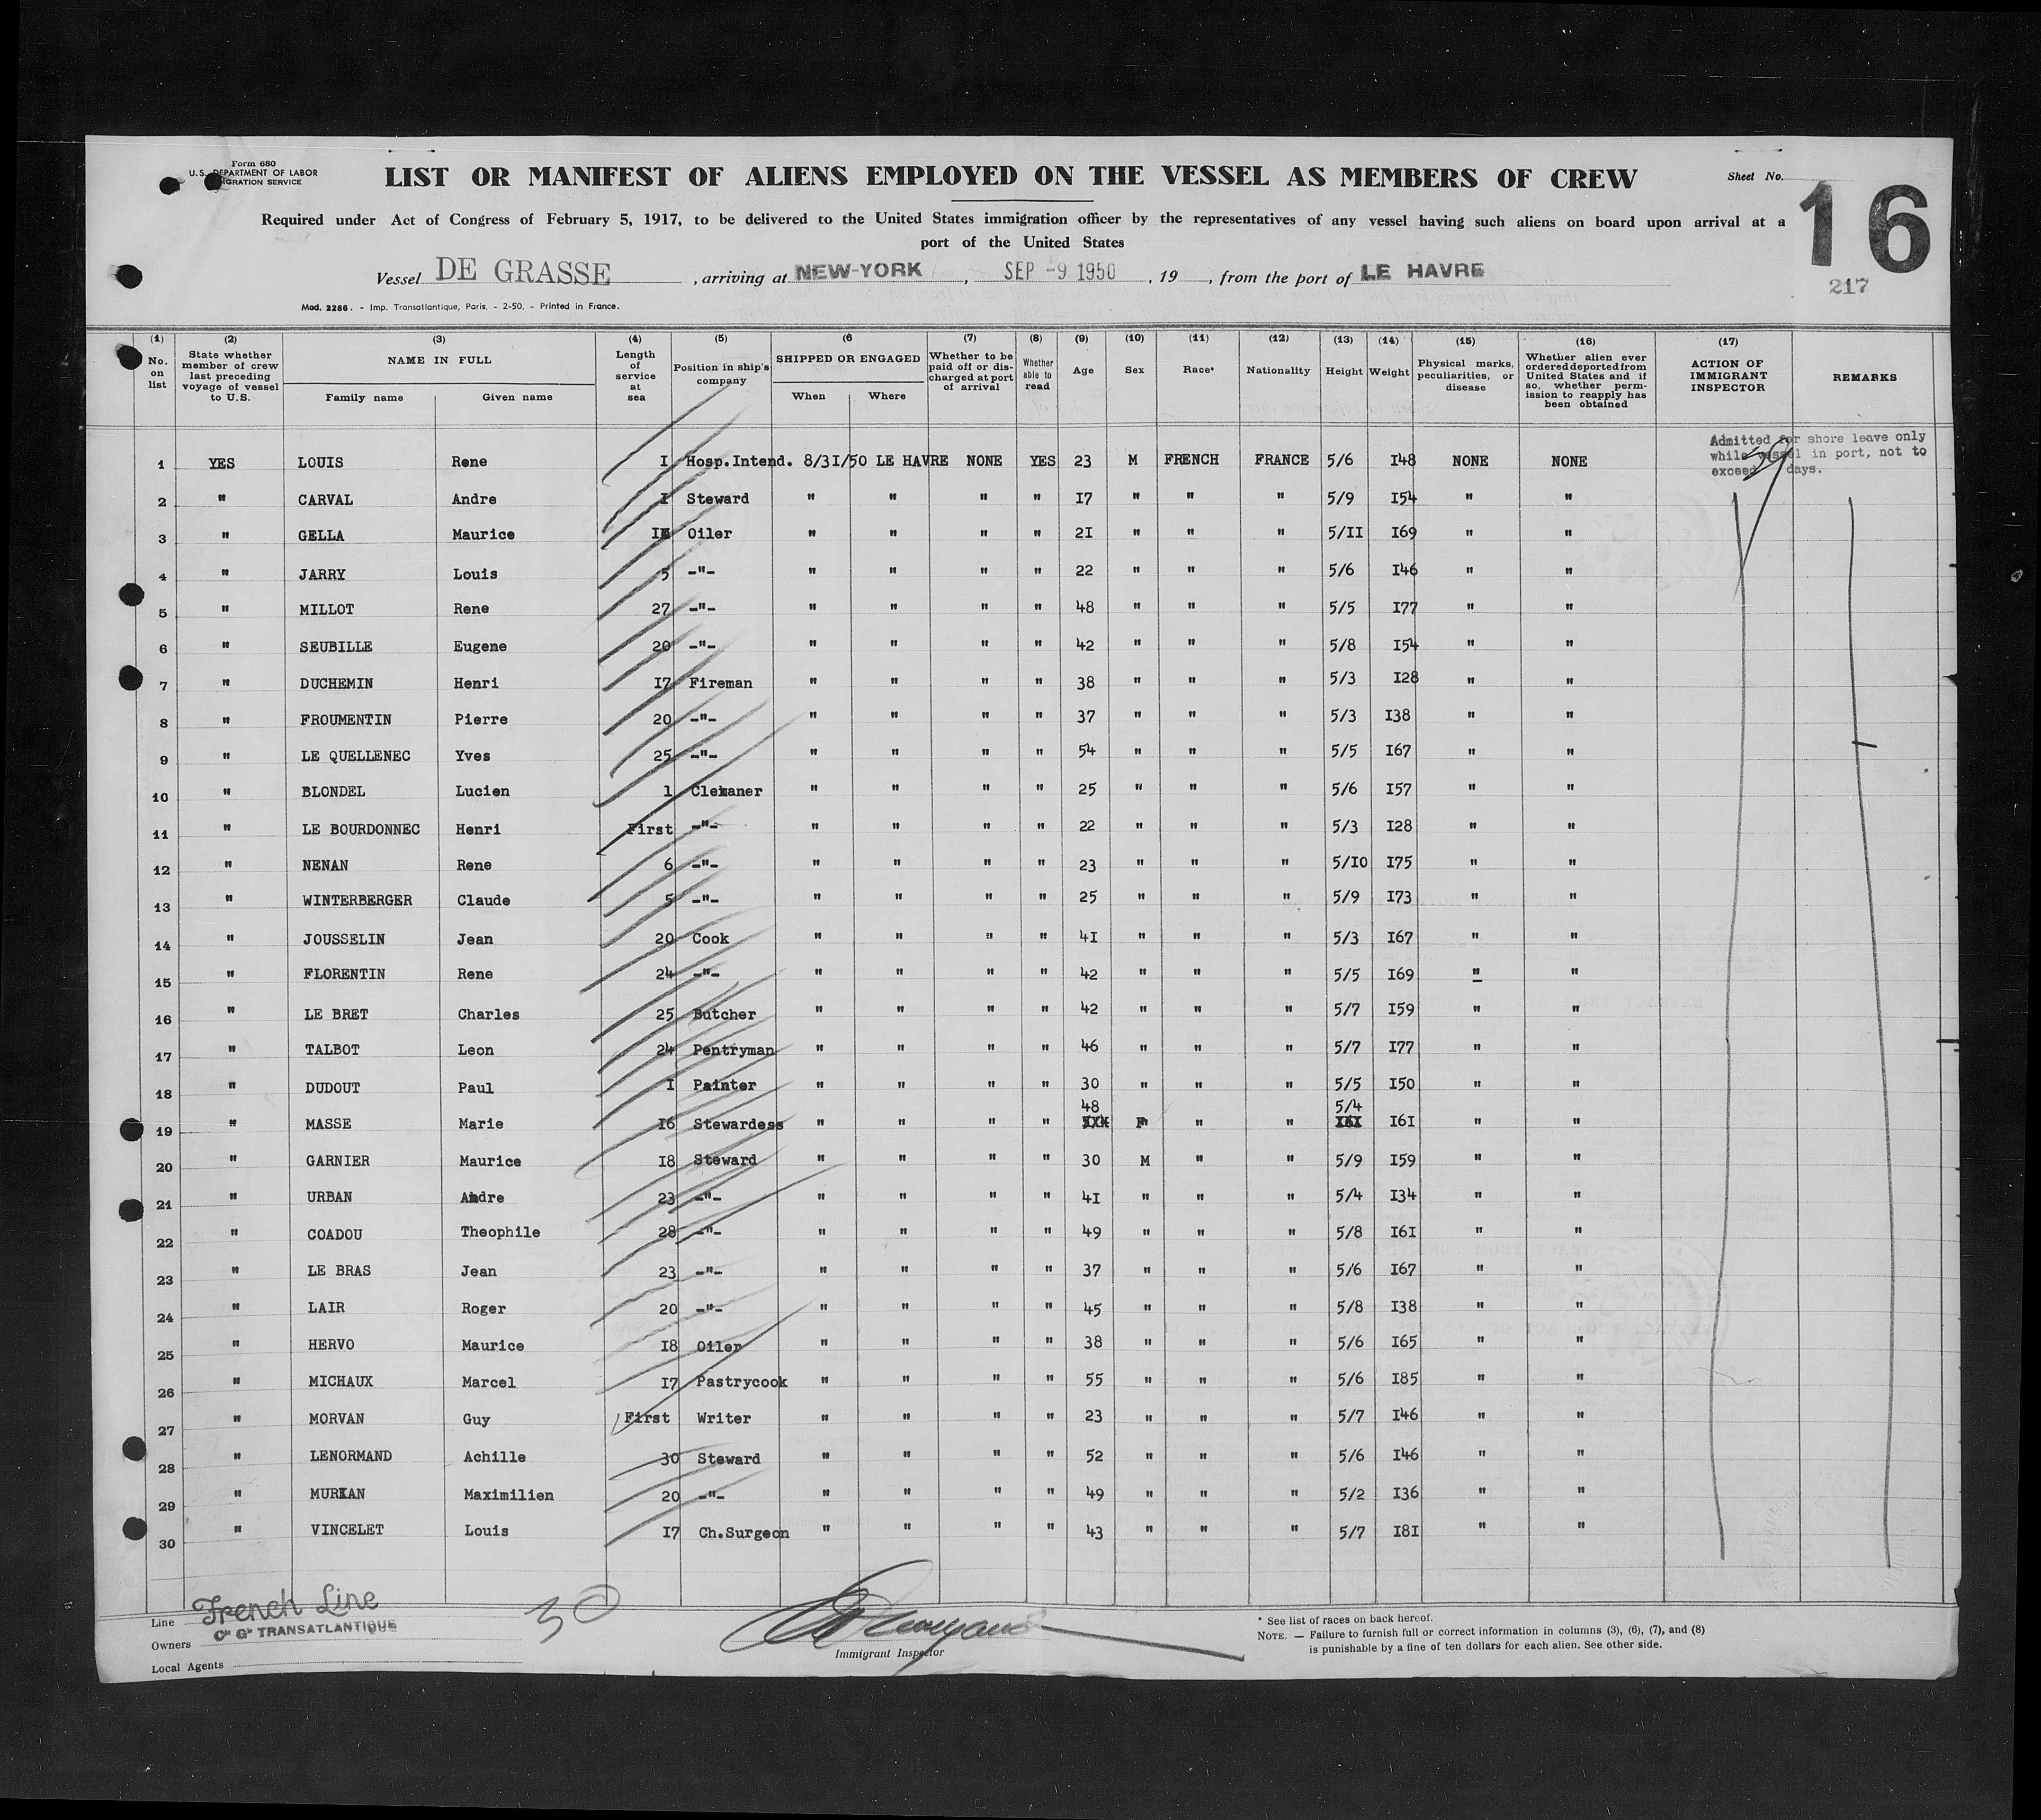 Form 680
U.S. DEPARTMENT OF LABOR
IMMIGRATION SERVICE
LIST OR MANIFEST OF ALIENS EMPLOYED ON THE VESSEL AS MEMBERS OF CREW
Sheet No.
16
Required under Act of Congress of February 5, 1917, to be delivered to the United States immigration officer by the representatives of any vessel having such aliens on board upon arrival at a
port of the United States
Vessel DE GRASSE, arriving at NEW-YORK, SEP -9 1950, 19, from the port of LE HAVRE
217
Mod. 2286. - Imp. Transatlantique, Paris. - 2-50. - Printed in France.
(1) No. on list (2) State whether member of crew last preceding voyage of vessel to U.S. (3) NAME IN FULL Family name Given name (4) Length of service at sea (5) Position in ship's company (6 SHIPPED OR ENGAGED When Where (7) Whether to be paid off or discharged at port of arrival (8) Whether able to read (9) Age (10) Sex (11) Race* (12) Nationality (13) Height (14) Weight (15) Physical marks, peculiarities, or disease (16) Whether alien ever ordered deported from United States and if so, whether permission to reapply has been obtained (17) ACTION OF IMMIGRANT INSPECTOR REMARKS
Admitted for shore leave only
while vessel in port, not to
exceed 29 days.
1 YES LOUIS Rene I Hosp.Intend. 8/3I/50 LE HAVRE NONE YES 23 M FRENCH FRANCE 5/6 I48 NONE NONE
2 " CARVAL Andre I Steward " " " " I7 " " " 5/9 I54 " "
3 " GELLA Maurice Oiler " " " " 2I " " " 5/II I69 " "
4 " JARRY Louis 5 -"- " " " " 22 " " " 5/6 I46 " "
5 " MILLOT Rene 27 -"- " " " " 48 " " " 5/5 I77 " "
6 " SEUBILLE Eugene 20 -"- " " " " 42 " " " 5/8 I54 " "
7 " DUCHEMIN Henri I7 Fireman " " " " 38 " " " 5/3 I28 " "
8 " FROUMENTIN Pierre 20 -"- " " " " 37 " " " 5/3 I38 " "
9 " LE QUELLENEC Yves 25 -"- " " " " 54 " " " 5/5 I67 " "
10 " BLONDEL Lucien 1 Cleaner " " " " 25 " " " 5/6 I57 " "
11 " LE BOURDONNEC Henri First -"- " " " " 22 " " " 5/3 I28 " "
12 " NENAN Rene 6 -"- " " " " 23 " " " 5/I0 I75 " "
13 " WINTERBERGER Claude 5 -"- " " " " 25 " " " 5/9 I73 " "
14 " JOUSSELIN Jean 20 Cook " " " " 4I " " " 5/3 I67 " "
15 " FLORENTIN Rene 24 -"- " " " " 42 " " " 5/5 I69 " "
16 " LE BRET Charles 25 Butcher " " " " 42 " " " 5/7 I59 " "
17 " TALBOT Leon 24 Pentryman " " " " 46 " " " 5/7 I77 " "
18 " DUDOUT Paul I Painter " " " " 30 " " " 5/5 I50 " "
19 " MASSE Marie I6 Stewardess " " " " 48 F " " 5/4 I6I " "
20 " GARNIER Maurice I8 Steward " " " " 30 M " " 5/9 I59 " "
21 " URBAN Andre 23 -"- " " " " 4I " " " 5/4 I34 " "
22 " COADOU Theophile 28 -"- " " " " 49 " " " 5/8 I6I " "
23 " LE BRAS Jean 23 -"- " " " " 37 " " " 5/6 I67 " "
24 " LAIR Roger 20 -"- " " " " 45 " " " 5/8 I38 " "
25 " HERVO Maurice I8 Oiler " " " " 38 " " " 5/6 I65 " "
26 " MICHAUX Marcel I7 Pastrycook " " " " 55 " " " 5/6 I85 " "
27 " MORVAN Guy First Writer " " " " 23 " " " 5/7 I46 " "
28 " LENORMAND Achille 30 Steward " " " " 52 " " " 5/6 I46 " "
29 " Maximilien 20 -"- " " " " 49 " " " 5/2 I36 " "
30 " VINCELET Louis I7 Ch.Surgeon " " " " 43 " " " 5/7 I8I " "
Line French Line
Owners Cie Gle TRANSATLANTIQUE
Local Agents
30
Immigrant Inspector
* See list of races on back hereof.
NOTE. — Failure to furnish full or correct information in columns (3), (6), (7), and (8)
is punishable by a fine of ten dollars for each alien. See other side.